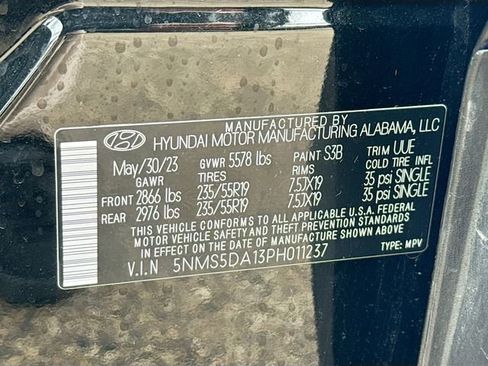 MANUFACTURED BY
HYUNDAI MOTOR MANUFACTURING ALABAMA, LLC
May/30/23 GVWR 5578 lbs PAINT S3B TRIM UUE
GAWR TIRES RIMS COLD TIRE INFL
FRONT 2866 lbs 235/55R19 7.5JX19 35 psi SINGLE
REAR 2976 lbs 235/55R19 7.5JX19 35 psi SINGLE
THIS VEHICLE CONFORMS TO ALL APPLICABLE U.S.A. FEDERAL
MOTOR VEHICLE SAFETY AND THEFT PREVENTION STANDARDS
IN EFFECT ON THE DATE OF MANUFACTURE SHOWN ABOVE.
V.I.N 5NMS5DA13PH011237 TYPE: MPV